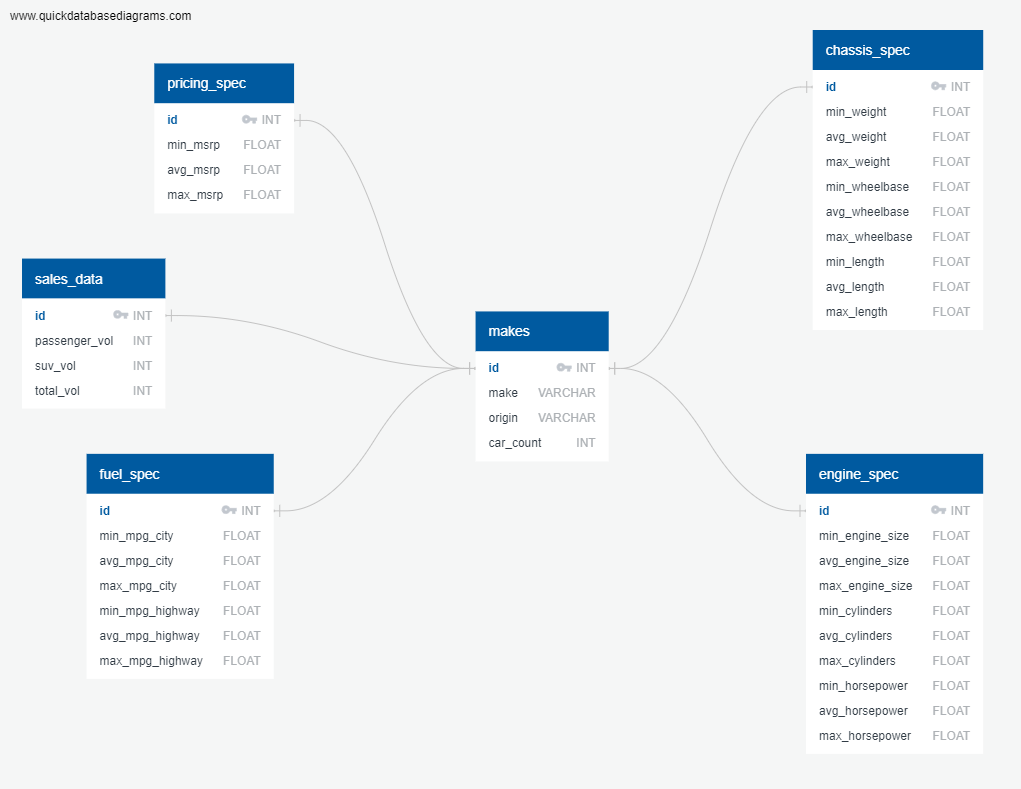 www.quickdatabasediagrams.com
pricing_spec
id INT
min_msrp FLOAT
avg_msrp FLOAT
max_msrp FLOAT
sales_data
id INT
passenger_vol INT
suv_vol INT
total_vol INT
fuel_spec
id INT
min_mpg_city FLOAT
avg_mpg_city FLOAT
max_mpg_city FLOAT
min_mpg_highway FLOAT
avg_mpg_highway FLOAT
max_mpg_highway FLOAT
makes
id INT
make VARCHAR
origin VARCHAR
car_count INT
chassis_spec
id INT
min_weight FLOAT
avg_weight FLOAT
max_weight FLOAT
min_wheelbase FLOAT
avg_wheelbase FLOAT
max_wheelbase FLOAT
min_length FLOAT
avg_length FLOAT
max_length FLOAT
engine_spec
id INT
min_engine_size FLOAT
avg_engine_size FLOAT
max_engine_size FLOAT
min_cylinders FLOAT
avg_cylinders FLOAT
max_cylinders FLOAT
min_horsepower FLOAT
avg_horsepower FLOAT
max_horsepower FLOAT